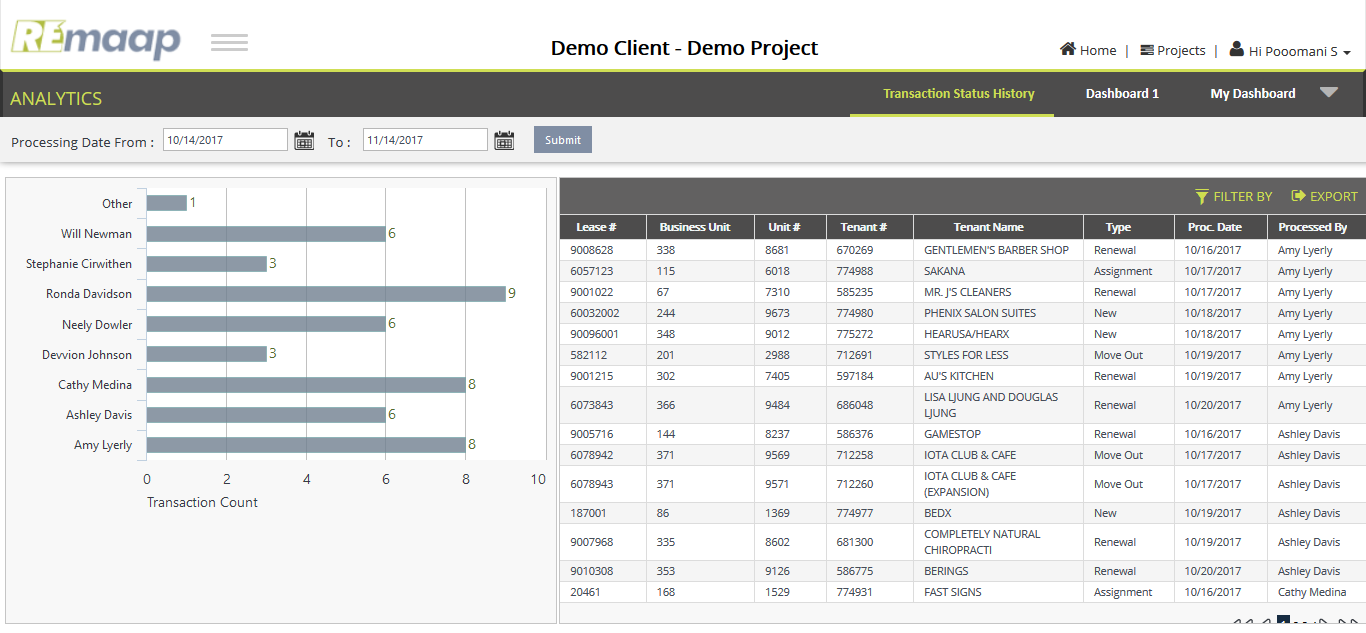 REmaap
Demo Client - Demo Project
Home | Projects | Hi Pooomani S
ANALYTICS
Transaction Status History Dashboard 1 My Dashboard
Processing Date From : 10/14/2017 To : 11/14/2017 Submit
Other 1
Will Newman 6
Stephanie Cirwithen 3
Ronda Davidson 9
Neely Dowler 6
Devvion Johnson 3
Cathy Medina 8
Ashley Davis 6
Amy Lyerly 8
0 2 4 6 8 10
Transaction Count
FILTER BY EXPORT
Lease # Business Unit Unit # Tenant # Tenant Name Type Proc. Date Processed By
9008628 338 8681 670269 GENTLEMEN'S BARBER SHOP Renewal 10/16/2017 Amy Lyerly
6057123 115 6018 774988 SAKANA Assignment 10/17/2017 Amy Lyerly
9001022 67 7310 585235 MR. J'S CLEANERS Renewal 10/17/2017 Amy Lyerly
60032002 244 9673 774980 PHENIX SALON SUITES New 10/18/2017 Amy Lyerly
90096001 348 9012 775272 HEARUSA/HEARX New 10/18/2017 Amy Lyerly
582112 201 2988 712691 STYLES FOR LESS Move Out 10/19/2017 Amy Lyerly
9001215 302 7405 597184 AU'S KITCHEN Renewal 10/19/2017 Amy Lyerly
6073843 366 9484 686048 LISA LJUNG AND DOUGLAS
LJUNG Renewal 10/20/2017 Amy Lyerly
9005716 144 8237 586376 GAMESTOP Renewal 10/16/2017 Ashley Davis
6078942 371 9569 712258 IOTA CLUB & CAFE Move Out 10/17/2017 Ashley Davis
6078943 371 9571 712260 IOTA CLUB & CAFE
(EXPANSION) Move Out 10/17/2017 Ashley Davis
187001 86 1369 774977 BEDX New 10/19/2017 Ashley Davis
9007968 335 8602 681300 COMPLETELY NATURAL
CHIROPRACTI Renewal 10/19/2017 Ashley Davis
9010308 353 9126 586775 BERINGS Renewal 10/20/2017 Ashley Davis
20461 168 1529 774931 FAST SIGNS Assignment 10/16/2017 Cathy Medina